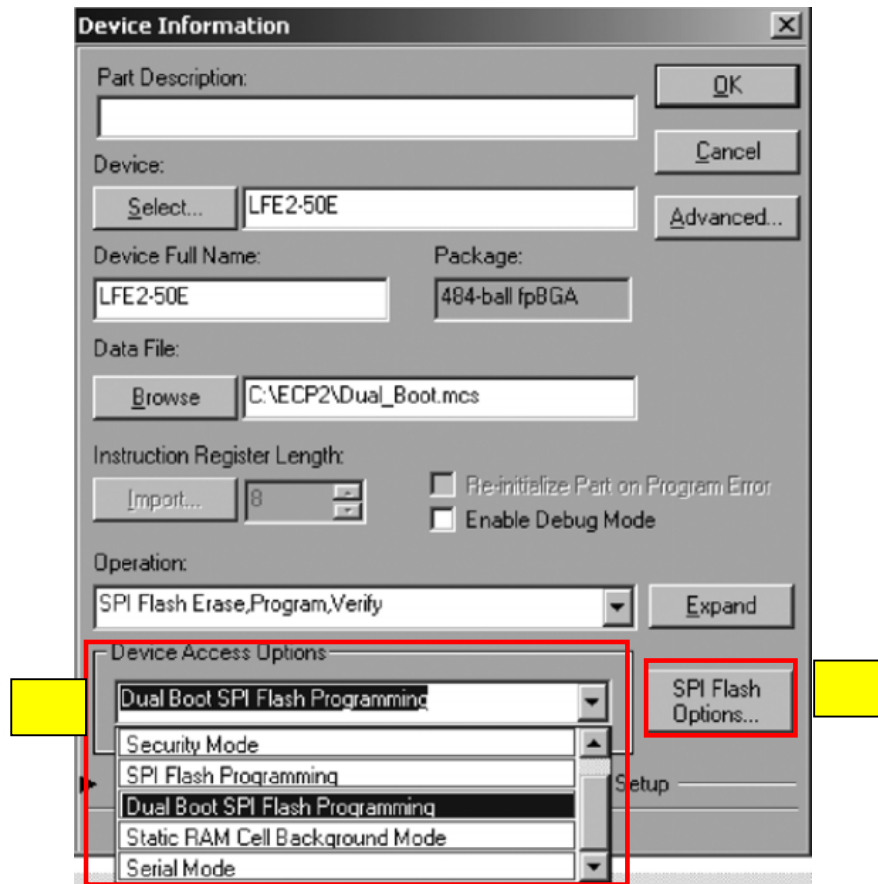 Device Information
Part Description:
OK
Cancel
Device:
Select... LFE2-50E
Advanced...
Device Full Name: Package:
LFE2-50E 484-ball fpBGA
Data File:
Browse C:\ECP2\Dual_Boot.mcs
Instruction Register Length:
Import... 8 Re-initialize Part on Program Error
Enable Debug Mode
Operation:
SPI Flash Erase,Program,Verify Expand
Device Access Options
Dual Boot SPI Flash Programming
SPI Flash
Options...
Security Mode
SPI Flash Programming
Setup
Dual Boot SPI Flash Programming
Static RAM Cell Background Mode
Serial Mode